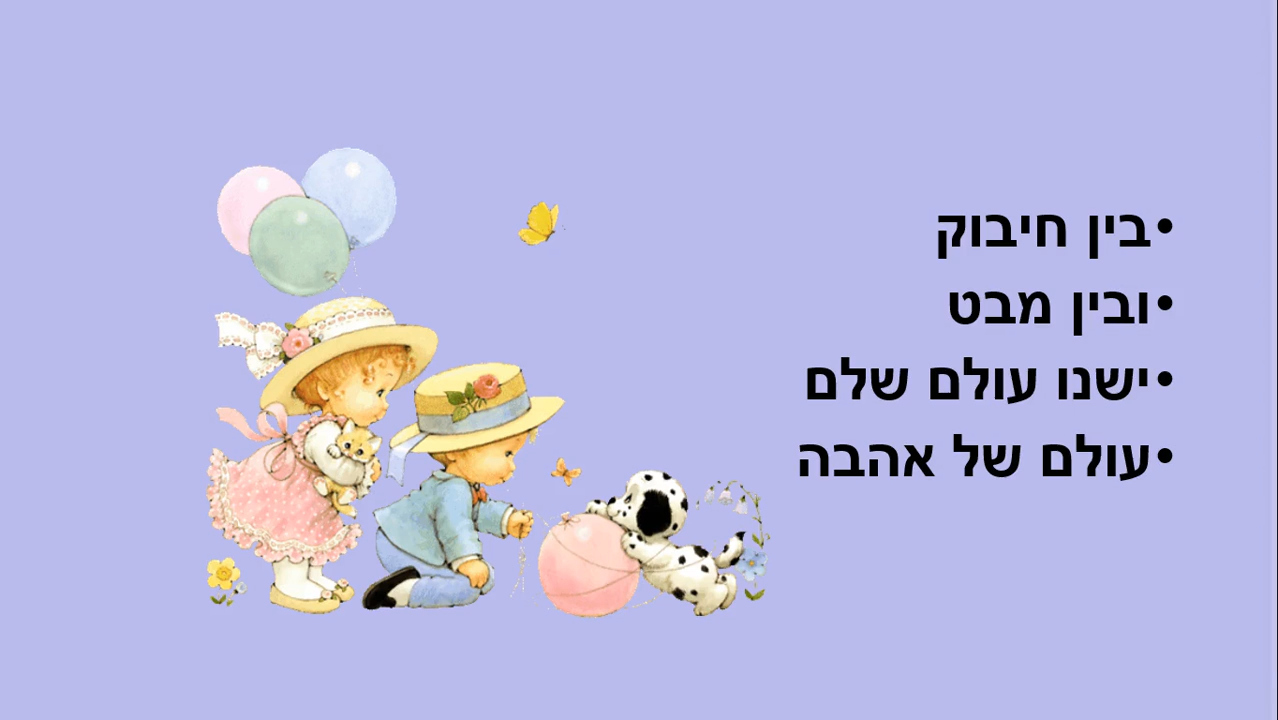 •בין חיבוק
•ובין מבט
•ישנו עולם שלם
•עולם של אהבה